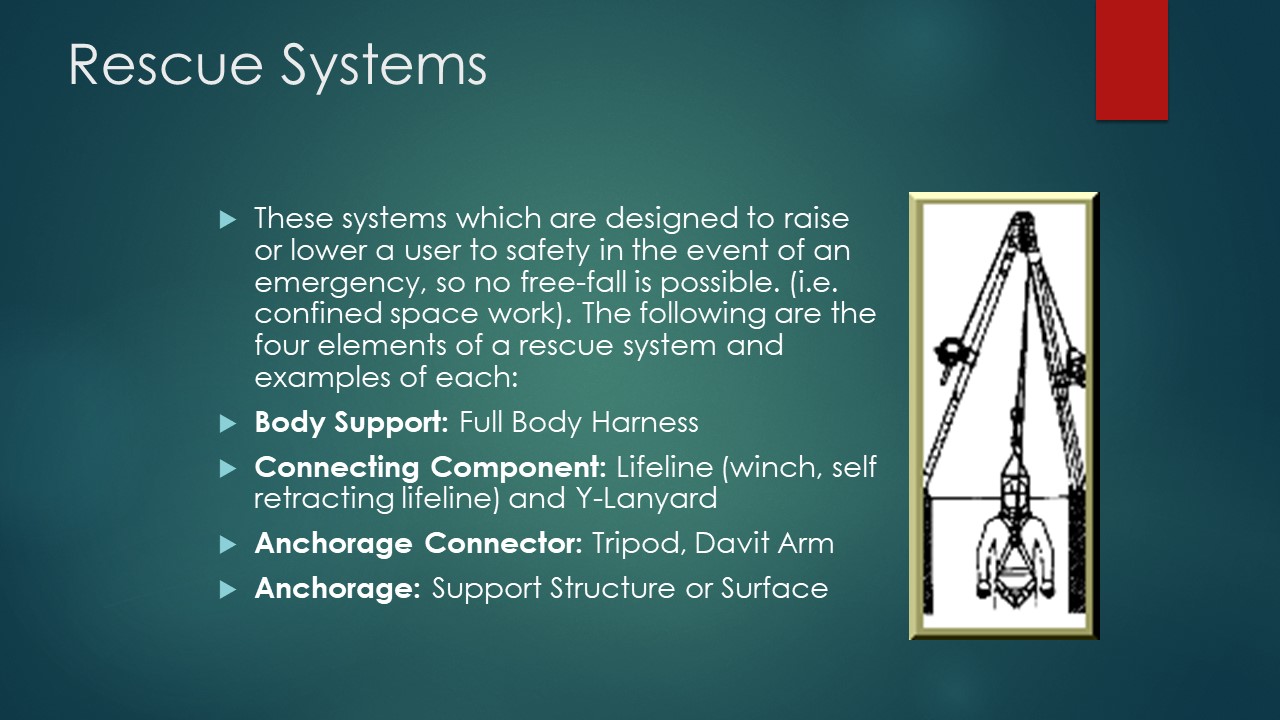 Rescue Systems
These systems which are designed to raise
or lower a user to safety in the event of an
emergency, so no free-fall is possible. (i.e.
confined space work). The following are the
four elements of a rescue system and
examples of each:
Body Support: Full Body Harness
Connecting Component: Lifeline (winch, self
retracting lifeline) and Y-Lanyard
Anchorage Connector: Tripod, Davit Arm
Anchorage: Support Structure or Surface